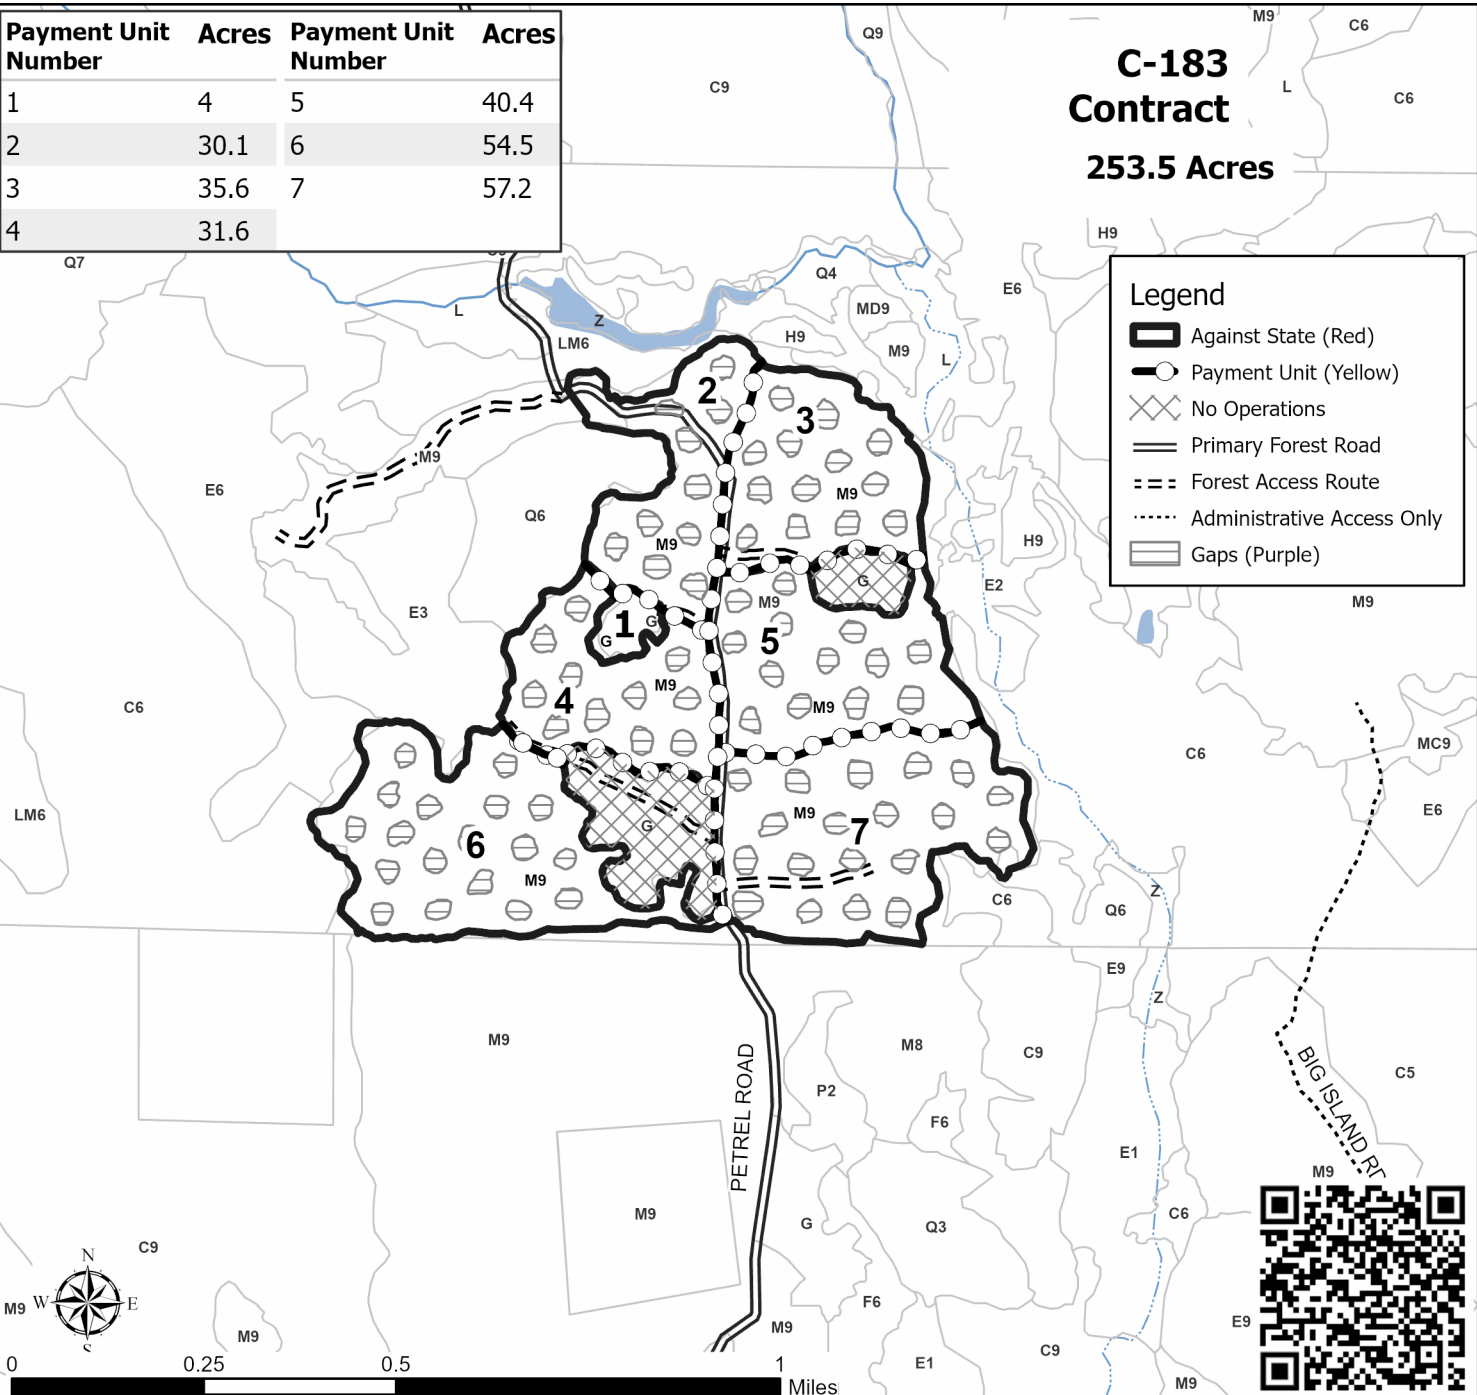 Payment Unit Number Acres Payment Unit Number Acres
1 4 5 40.4
2 30.1 6 54.5
3 35.6 7 57.2
4 31.6
C-183
Contract
253.5 Acres
Legend
Against State (Red)
Payment Unit (Yellow)
No Operations
Primary Forest Road
Forest Access Route
Administrative Access Only
Gaps (Purple)
M9
C6
Q9
C9
L
C6
H9
Q7
Q4
E6
L
MD9
Z
LM6
H9
M9
L
2
3
M9
E6
M9
Q6
M9
H9
G
E2
M9
M9
E3
1
G
G
5
M9
4
M9
C6
C6
MC9
LM6
E6
M9
7
G
6
M9
Z
C6
Q6
E9
Z
M9
M8
C9
C5
P2
F6
E1
PETREL ROAD
BIG ISLAND
M9
M9
G
Q3
C6
C9
F6
M9
M9
M9
E9
E1
C9
M9
N
W E
S
0 0.25 0.5 1
Miles